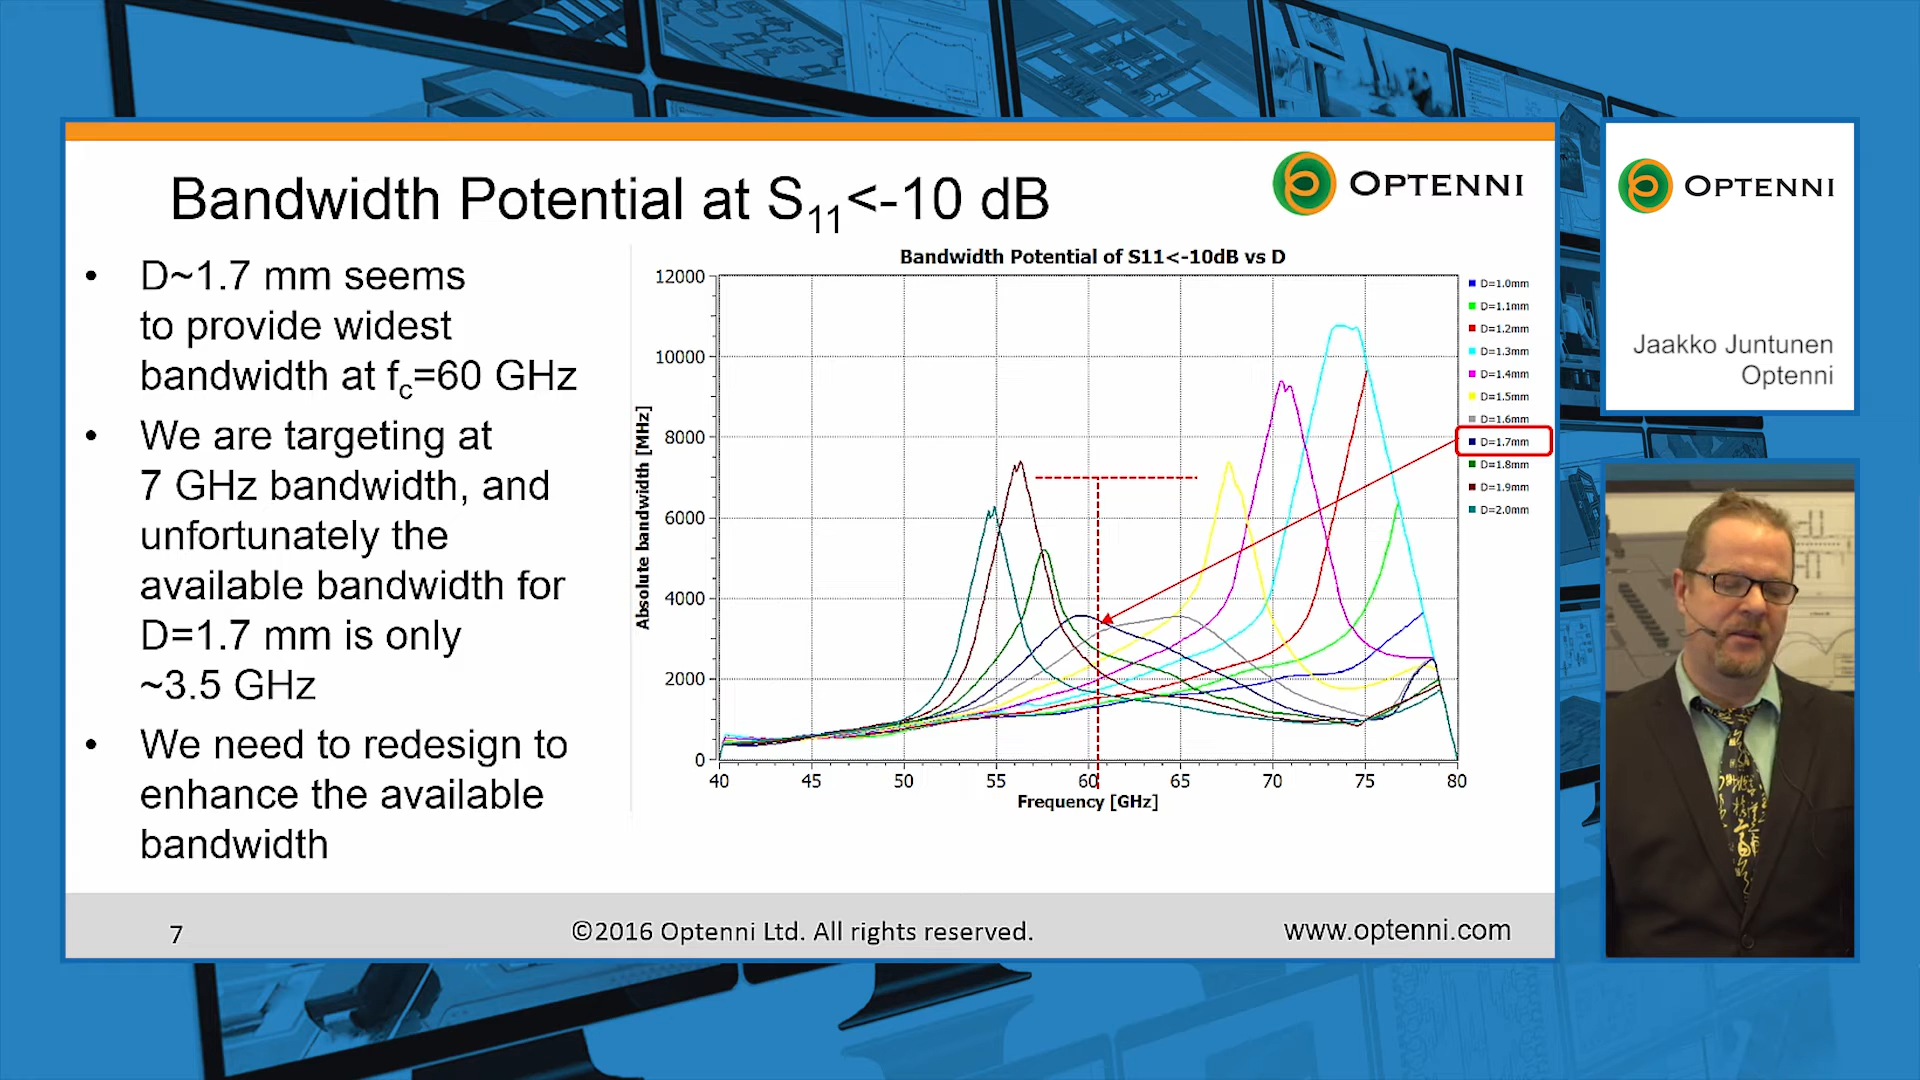 Bandwidth Potential at S11<-10 dB
OPTENNI
• D~1.7 mm seems
to provide widest
bandwidth at fc=60 GHz
• We are targeting at
7 GHz bandwidth, and
unfortunately the
available bandwidth for
D=1.7 mm is only
~3.5 GHz
• We need to redesign to
enhance the available
bandwidth
Bandwidth Potential of S11<-10dB vs D
Absolute bandwidth [MHz]
12000
10000
8000
6000
4000
2000
0
40 45 50 55 60 65 70 75 80
Frequency [GHz]
D=1.0mm
D=1.1mm
D=1.2mm
D=1.3mm
D=1.4mm
D=1.5mm
D=1.6mm
D=1.7mm
D=1.8mm
D=1.9mm
D=2.0mm
7
©2016 Optenni Ltd. All rights reserved.
www.optenni.com
OPTENNI
Jaakko Juntunen
Optenni